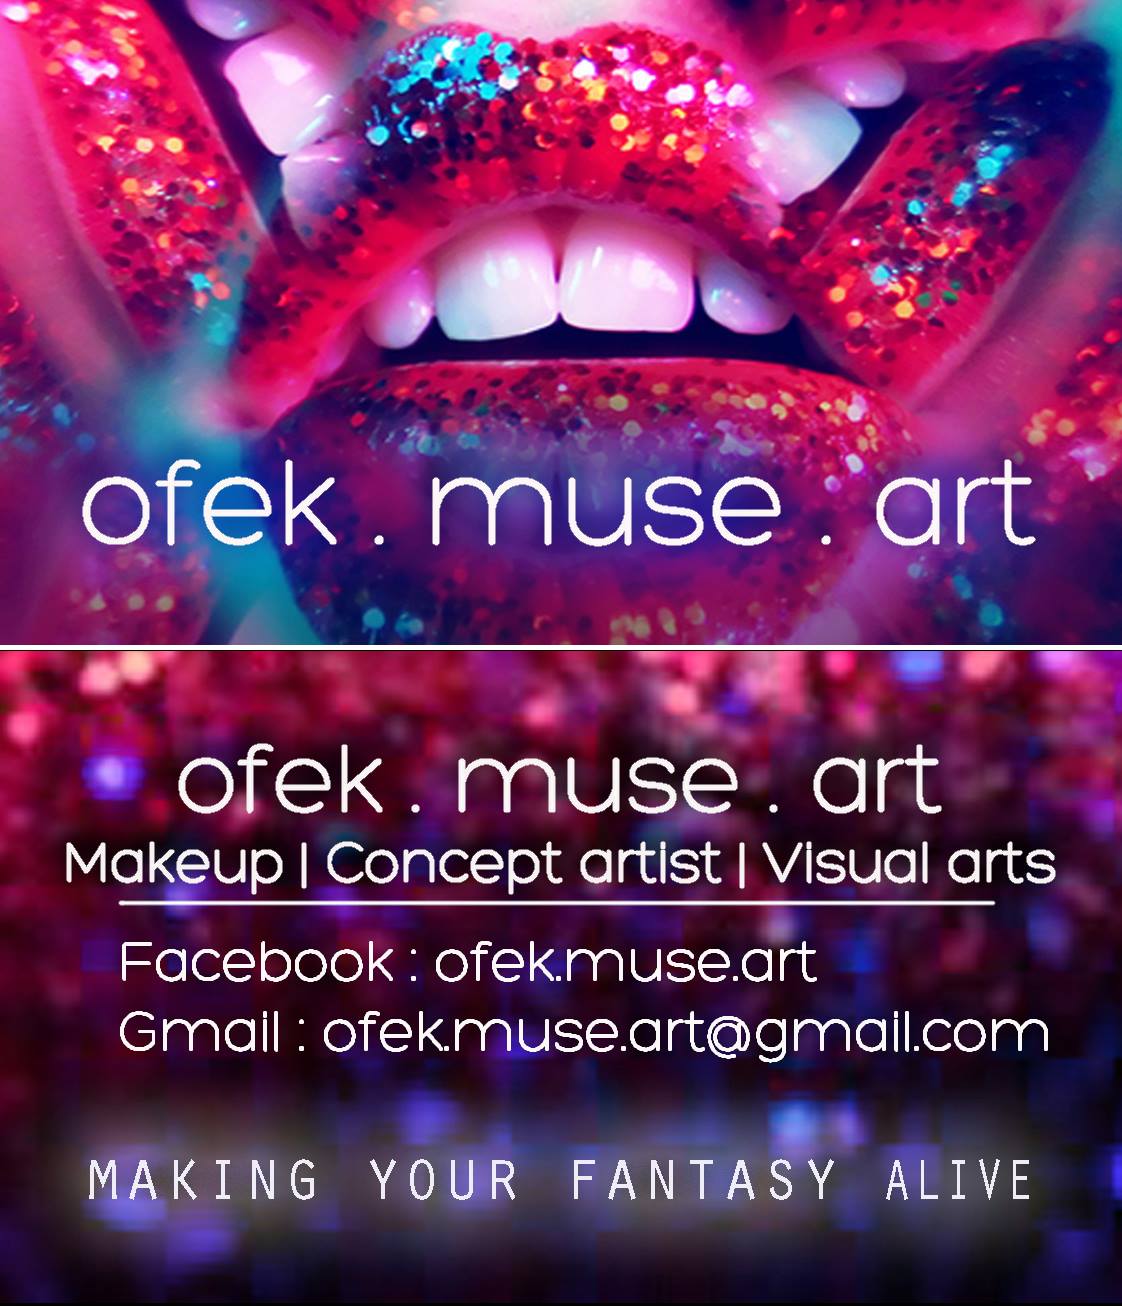 ofek . muse . art
ofek . muse . art
Makeup | Concept artist | Visual arts
Facebook : ofek.muse.art
Gmail : ofek.muse.art@gmail.com
MAKING YOUR FANTASY ALIVE